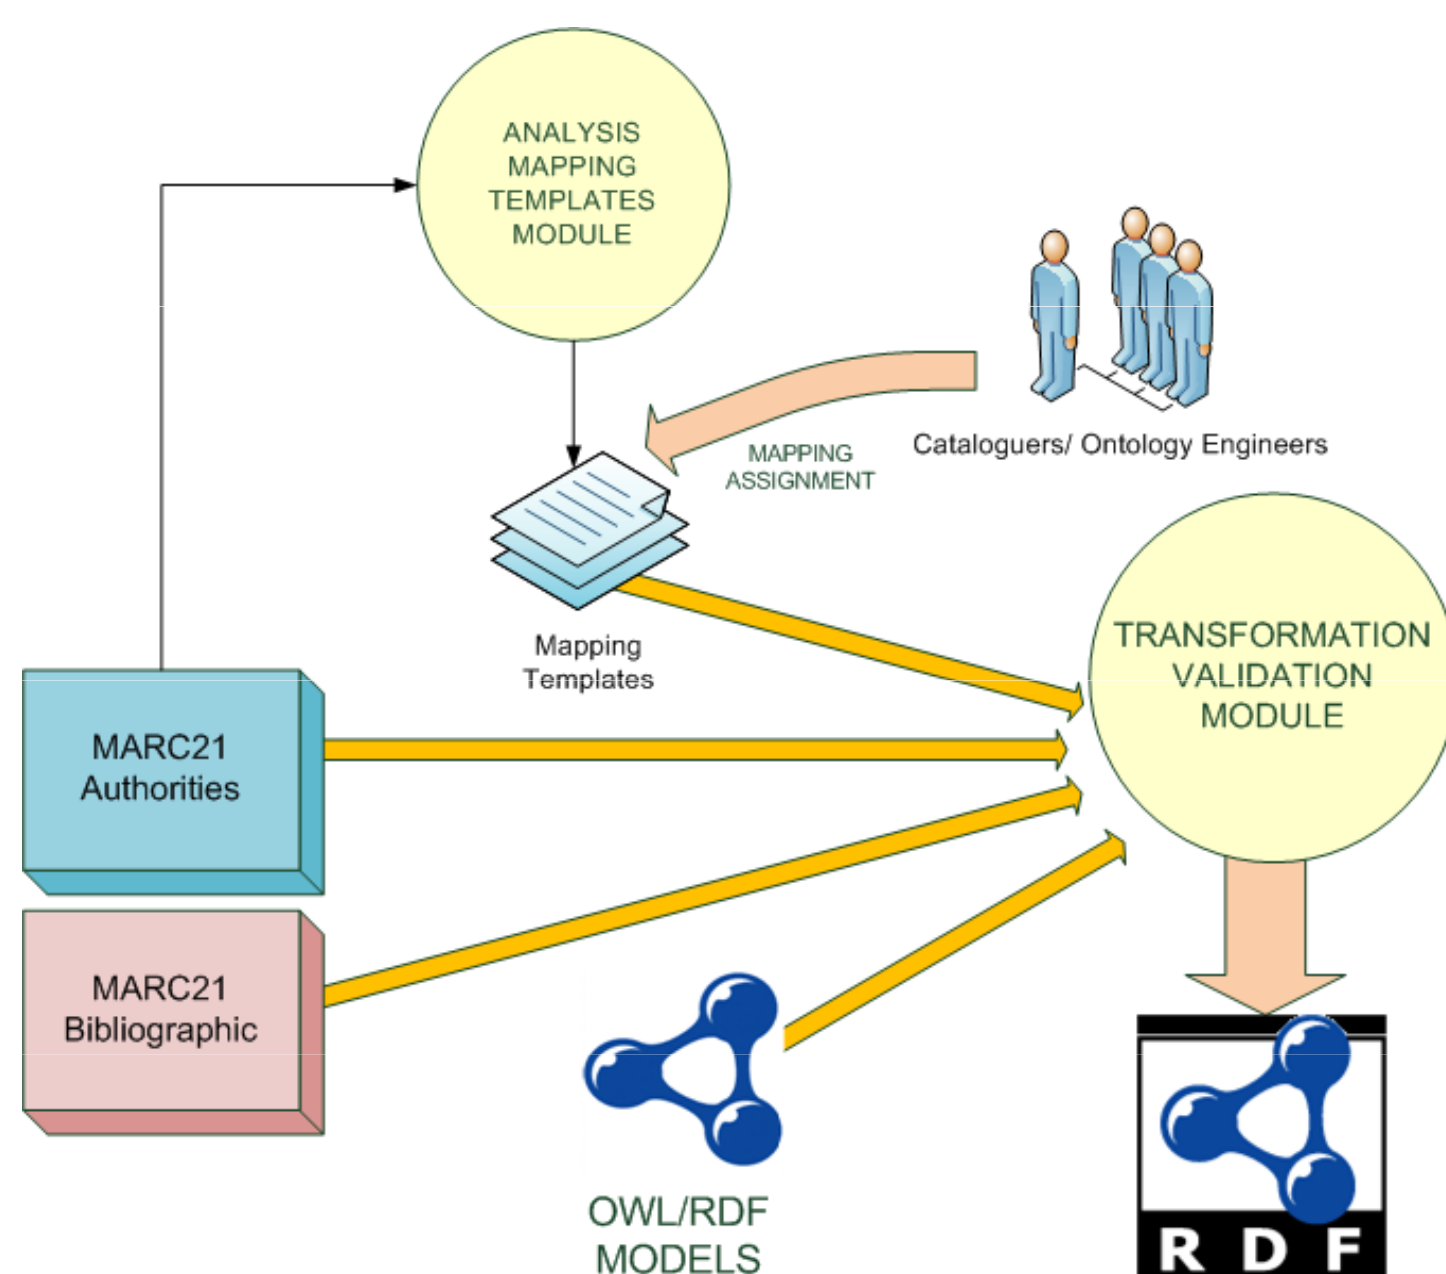 ANALYSIS
MAPPING
TEMPLATES
MODULE
Cataloguers/ Ontology Engineers
MAPPING
ASSIGNMENT
Mapping
Templates
TRANSFORMATION
VALIDATION
MODULE
MARC21
Authorities
MARC21
Bibliographic
OWL/RDF
MODELS
RDF